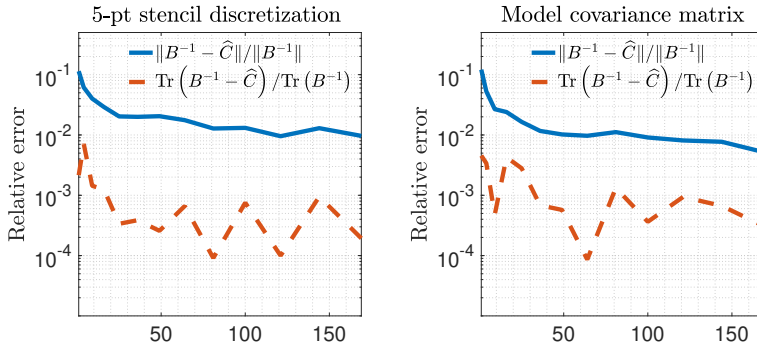 5-pt stencil discretization
‖B⁻¹ − Ĉ‖/‖B⁻¹‖
Tr (B⁻¹ − Ĉ) /Tr (B⁻¹)
Relative error
10⁻¹
10⁻²
10⁻³
10⁻⁴
50
100
150
Model covariance matrix
‖B⁻¹ − Ĉ‖/‖B⁻¹‖
Tr (B⁻¹ − Ĉ) /Tr (B⁻¹)
Relative error
10⁻¹
10⁻²
10⁻³
10⁻⁴
50
100
150